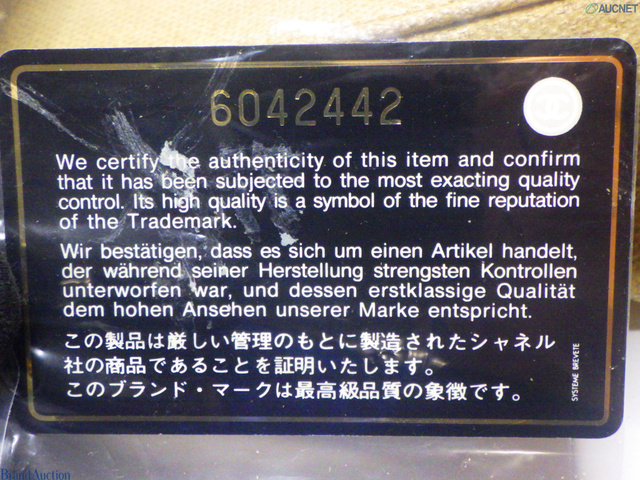 AUCNET
6042442
We certify the authenticity of this item and confirm
that it has been subjected to the most exacting quality
control. Its high quality is a symbol of the fine reputation
of the Trademark.
Wir bestätigen, dass es sich um einen Artikel handelt,
der während seiner Herstellung strengsten Kontrollen
unterworfen war, und dessen erstklassige Qualität
dem hohen Ansehen unserer Marke entspricht.
この製品は厳しい管理のもとに製造されたシャネル
社の商品であることを証明いたします。
このブランド・マークは最高級品質の象徴です。
SYSTEME BREVETE
BrandAuction